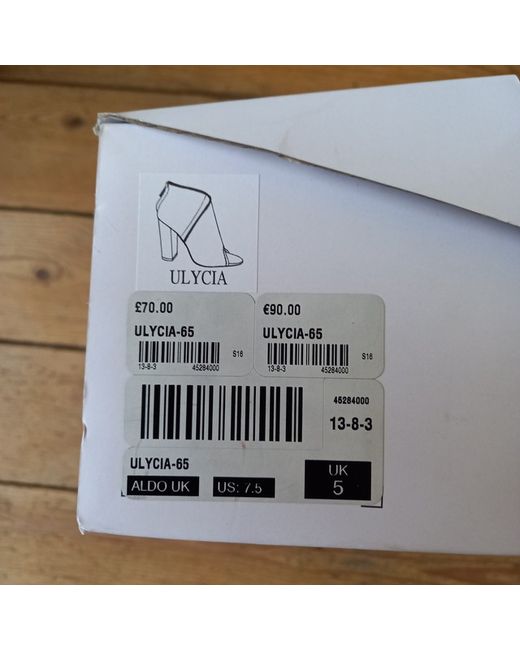 ULYCIA
£70.00
ULYCIA-65
S16
13-8-3 45284000
€90.00
ULYCIA-65
S16
13-8-3 45284000
45284000
13-8-3
ULYCIA-65
ALDO UK US: 7.5
UK
5